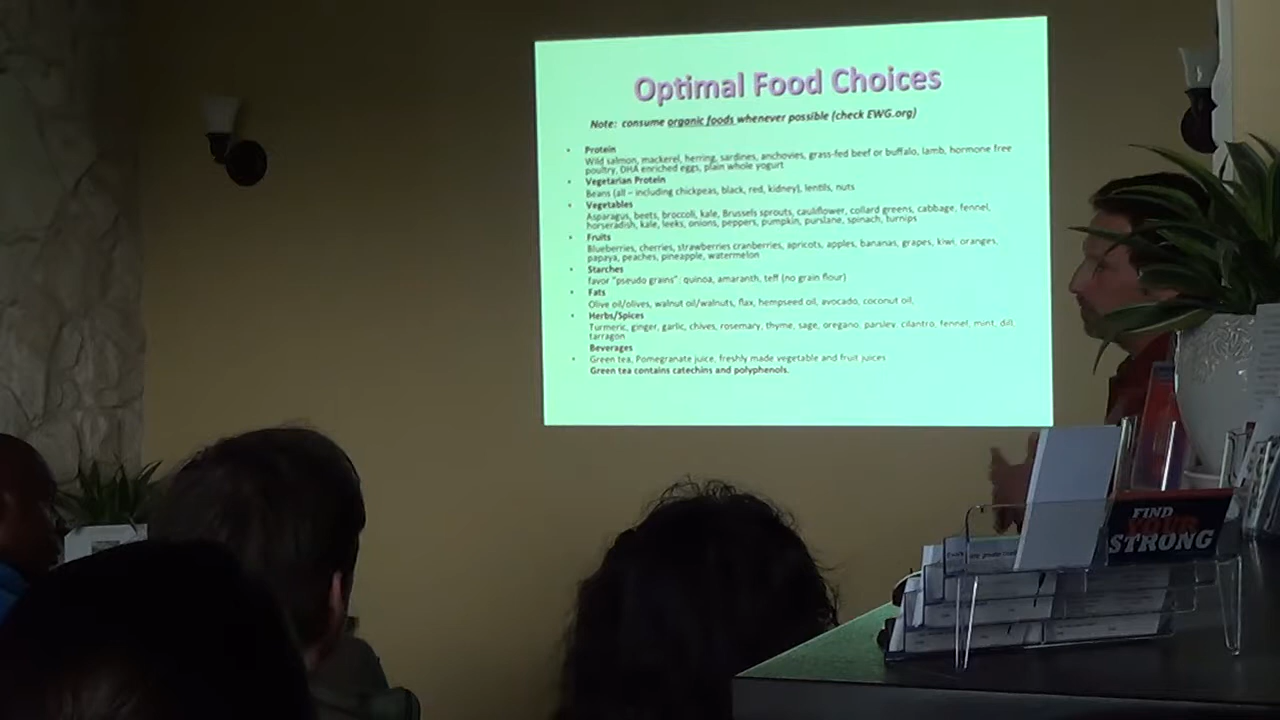 Optimal Food Choices
Note: consume organic foods whenever possible (check EWG.org)
• Protein
Wild salmon, mackerel, herring, sardines, anchovies, grass-fed beef or buffalo, lamb, hormone free
poultry, DHA enriched eggs, plain whole yogurt
• Vegetarian Protein
Beans (all – including chickpeas, black, red, kidney), lentils, nuts
• Vegetables
Asparagus, beets, broccoli, kale, Brussels sprouts, cauliflower, collard greens, cabbage, fennel,
horseradish, kale, leeks, onions, peppers, pumpkin, purslane, spinach, turnips
• Fruits
Blueberries, cherries, strawberries cranberries, apricots, apples, bananas, grapes, kiwi, oranges,
papaya, peaches, pineapple, watermelon
• Starches
favor "pseudo grains": quinoa, amaranth, teff (no grain flour)
• Fats
Olive oil/olives, walnut oil/walnuts, flax, hempseed oil, avocado, coconut oil,
• Herbs/Spices
Turmeric, ginger, garlic, chives, rosemary, thyme, sage, oregano, parsley, cilantro, fennel, mint, dill,
tarragon
Beverages
• Green tea, Pomegranate juice, freshly made vegetable and fruit juices
Green tea contains catechins and polyphenols.
FIND
YOUR
STRONG